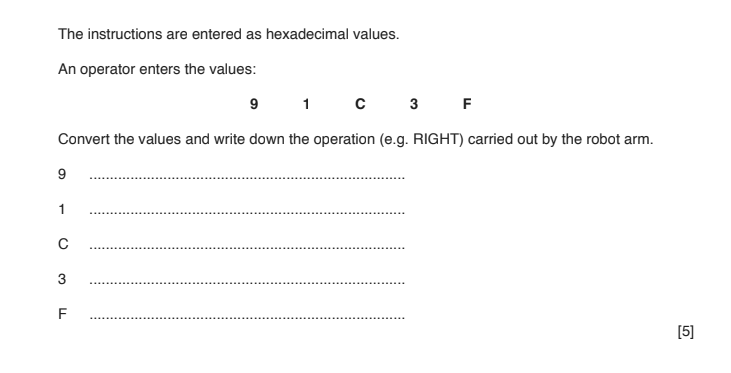 The instructions are entered as hexadecimal values.
An operator enters the values:
9 1 C 3 F
Convert the values and write down the operation (e.g. RIGHT) carried out by the robot arm.
9 ............................................................................
1 ............................................................................
C ............................................................................
3 ............................................................................
F ............................................................................
[5]